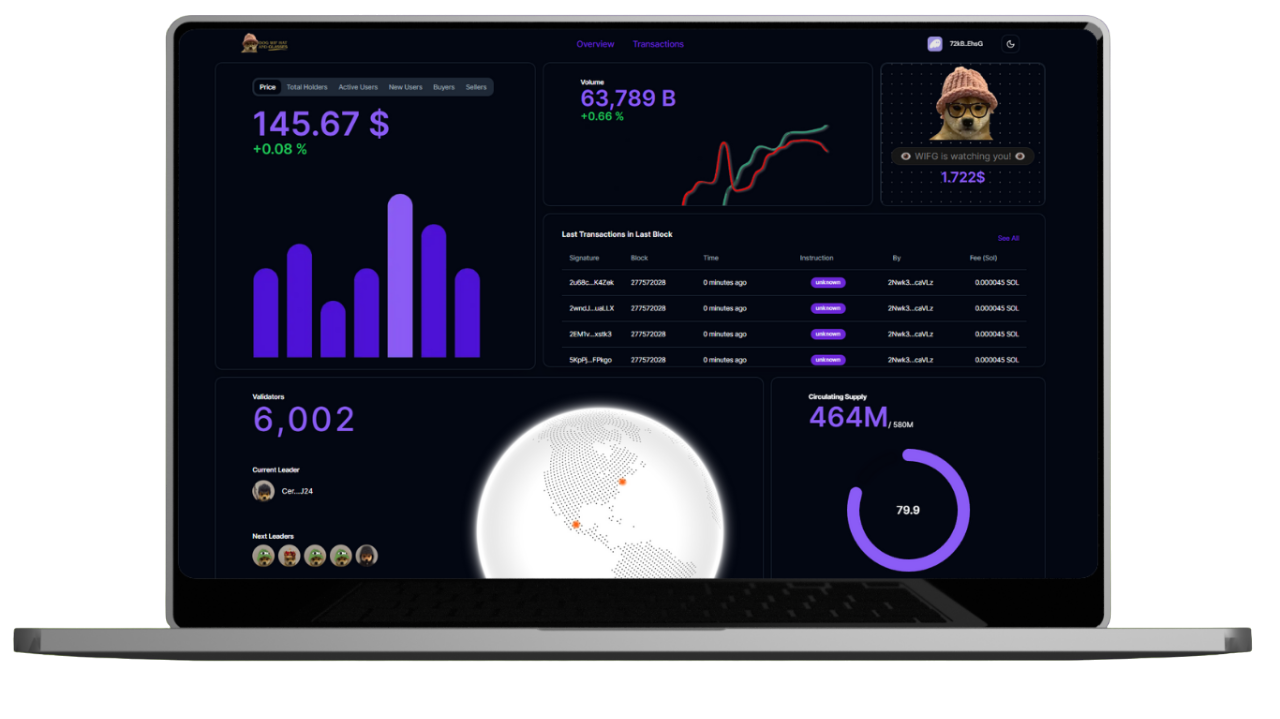 Overview Transactions 72k8..EhsG
Price Total Holders Active Users New Users Buyers Sellers
145.67 $
+0.08 %
Volume
63,789 B
+0.66 %
WIFG is watching you!
1.722$
Last Transactions in Last Block
See All
Signature Block Time Instruction By Fee (Sol)
2u68c...K4Zek 277572028 0 minutes ago unknown 2Nwk3...caVLz 0.000045 SOL
277572028 0 minutes ago unknown 2Nwk3...caVLz 0.000045 SOL
2EM1v...xstk3 277572028 0 minutes ago unknown 2Nwk3...caVLz 0.000045 SOL
5KpPj...FPkgo 277572028 0 minutes ago unknown 2Nwk3...caVLz 0.000045 SOL
Validators
6,002
Current Leader
Cer...J24
Next Leaders
Circulating Supply
464M/ 580M
79.9